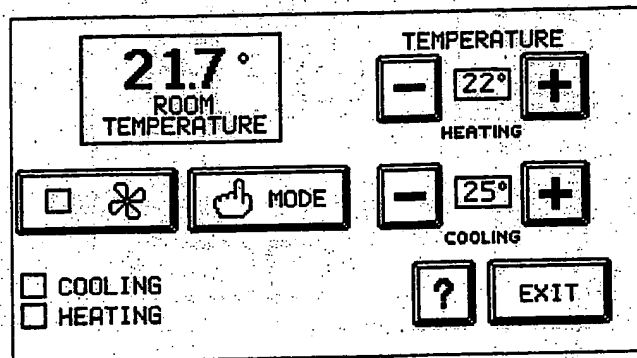 21.7°
ROOM
TEMPERATURE
TEMPERATURE
− 22° +
HEATING
MODE
− 25° +
COOLING
COOLING
HEATING
?
EXIT